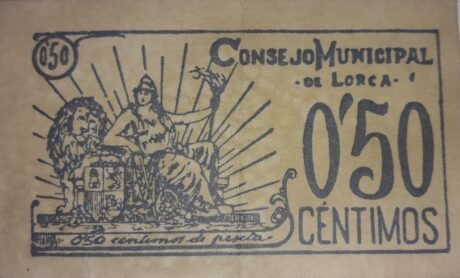 0'50
CONSEJO MUNICIPAL
-DE LORCA-
0'50
CÉNTIMOS
0'50 centimos de peseta